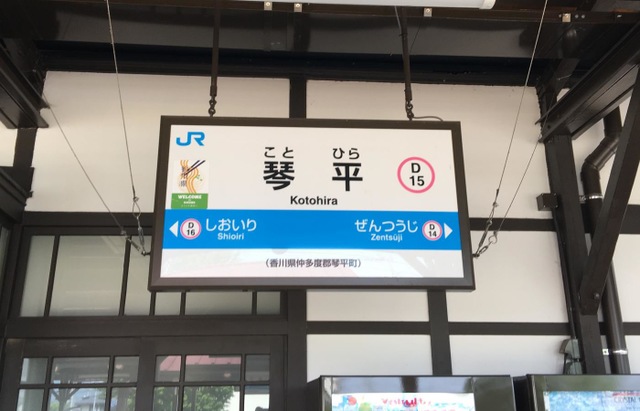 JR
こと ひら
琴平
Kotohira
D
15
WELCOME
D
16
しおいり
Shioiri
ぜんつうじ
Zentsūji
D
14
(香川県仲多度郡琴平町)